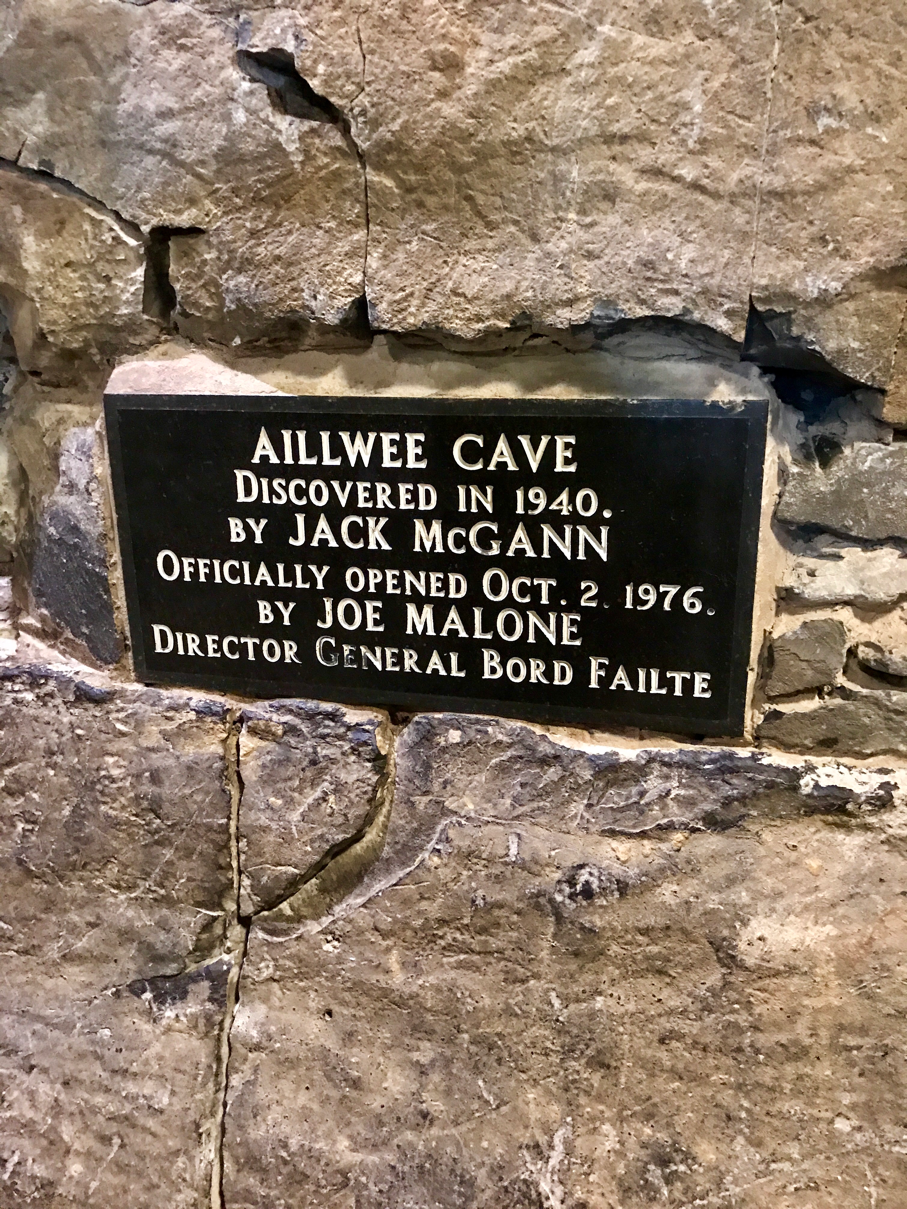 AILLWEE CAVE
DISCOVERED IN 1940.
BY JACK McGANN
OFFICIALLY OPENED OCT. 2. 1976.
BY JOE MALONE
DIRECTOR GENERAL BORD FAILTE